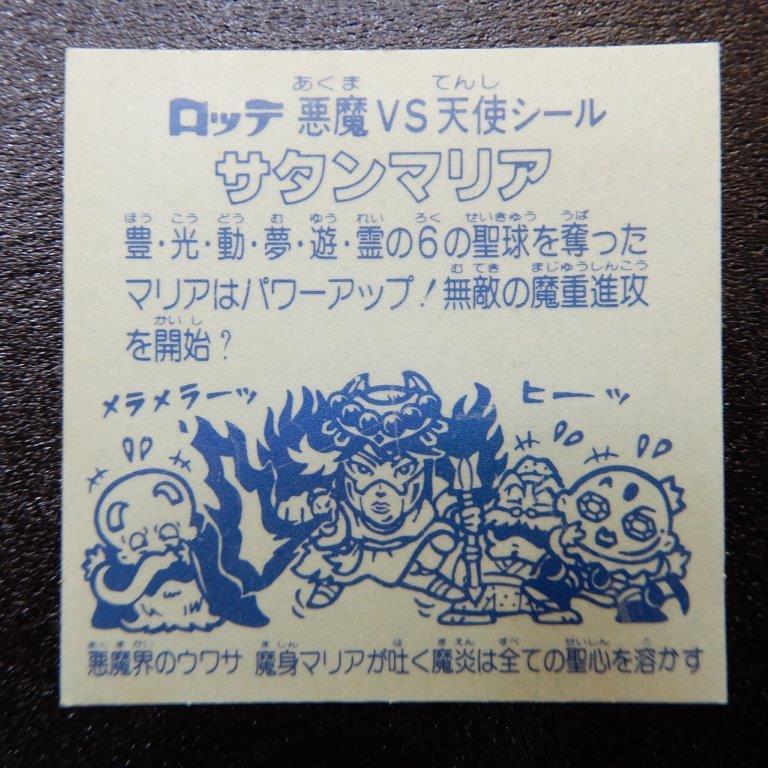 あくま てんし
ロッテ 悪魔VS天使シール
サタンマリア
ほう こう どう む ゆう れい ろく せいきゅう うば
豊・光・動・夢・遊・霊の6の聖球を奪った
むてき まじゅうしんこう
マリアはパワーアップ!無敵の魔重進攻
かいし
を開始?
メラメラーッ
ヒーッ
あくまかい ましん は まえん すべ せいしん と
悪魔界のウワサ 魔身マリアが吐く魔炎は全ての聖心を溶かす